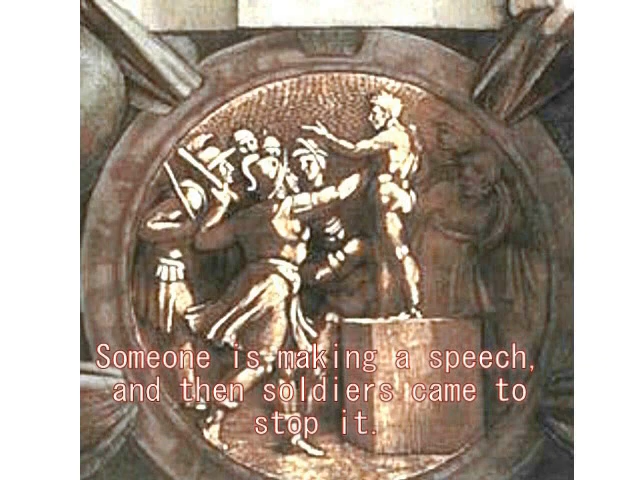 Someone is making a speech,
and then soldiers came to
stop it.